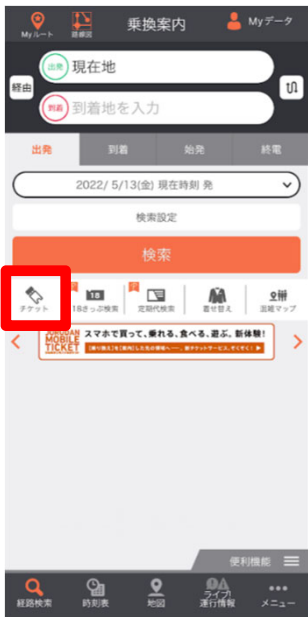 Myルート
路線図
乗換案内
Myデータ
経由
出発
現在地
到着
到着地を入力
出発 到着 始発 終電
2022/ 5/13(金) 現在時刻 発
検索設定
検索
チケット
18
18きっぷ検索
定期代検索
着せ替え
混雑マップ
JORUDAN
MOBILE
TICKET
スマホで買って、乗れる、食べる、遊ぶ、新体験!
便利機能
経路検索
時刻表
地図
ライブ!
運行情報
メニュー